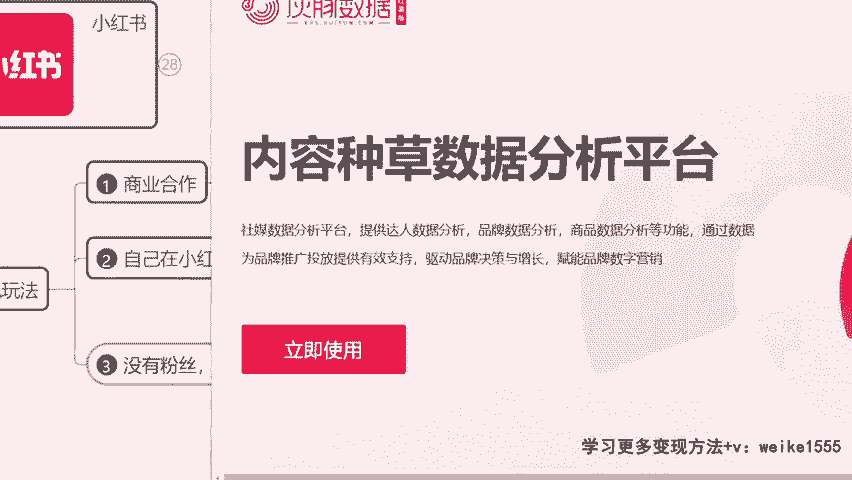 小红书
小红书
28
1 商业合作
2 自己在小红
玩法
3 没有粉丝，
灰豚数据
内容种草数据分析平台
社媒数据分析平台，提供达人数据分析，品牌数据分析，商品数据分析等功能，通过数据
为品牌推广投放提供有效支持，驱动品牌决策与增长，赋能品牌数字营销
立即使用
学习更多变现方法+v：weike1555